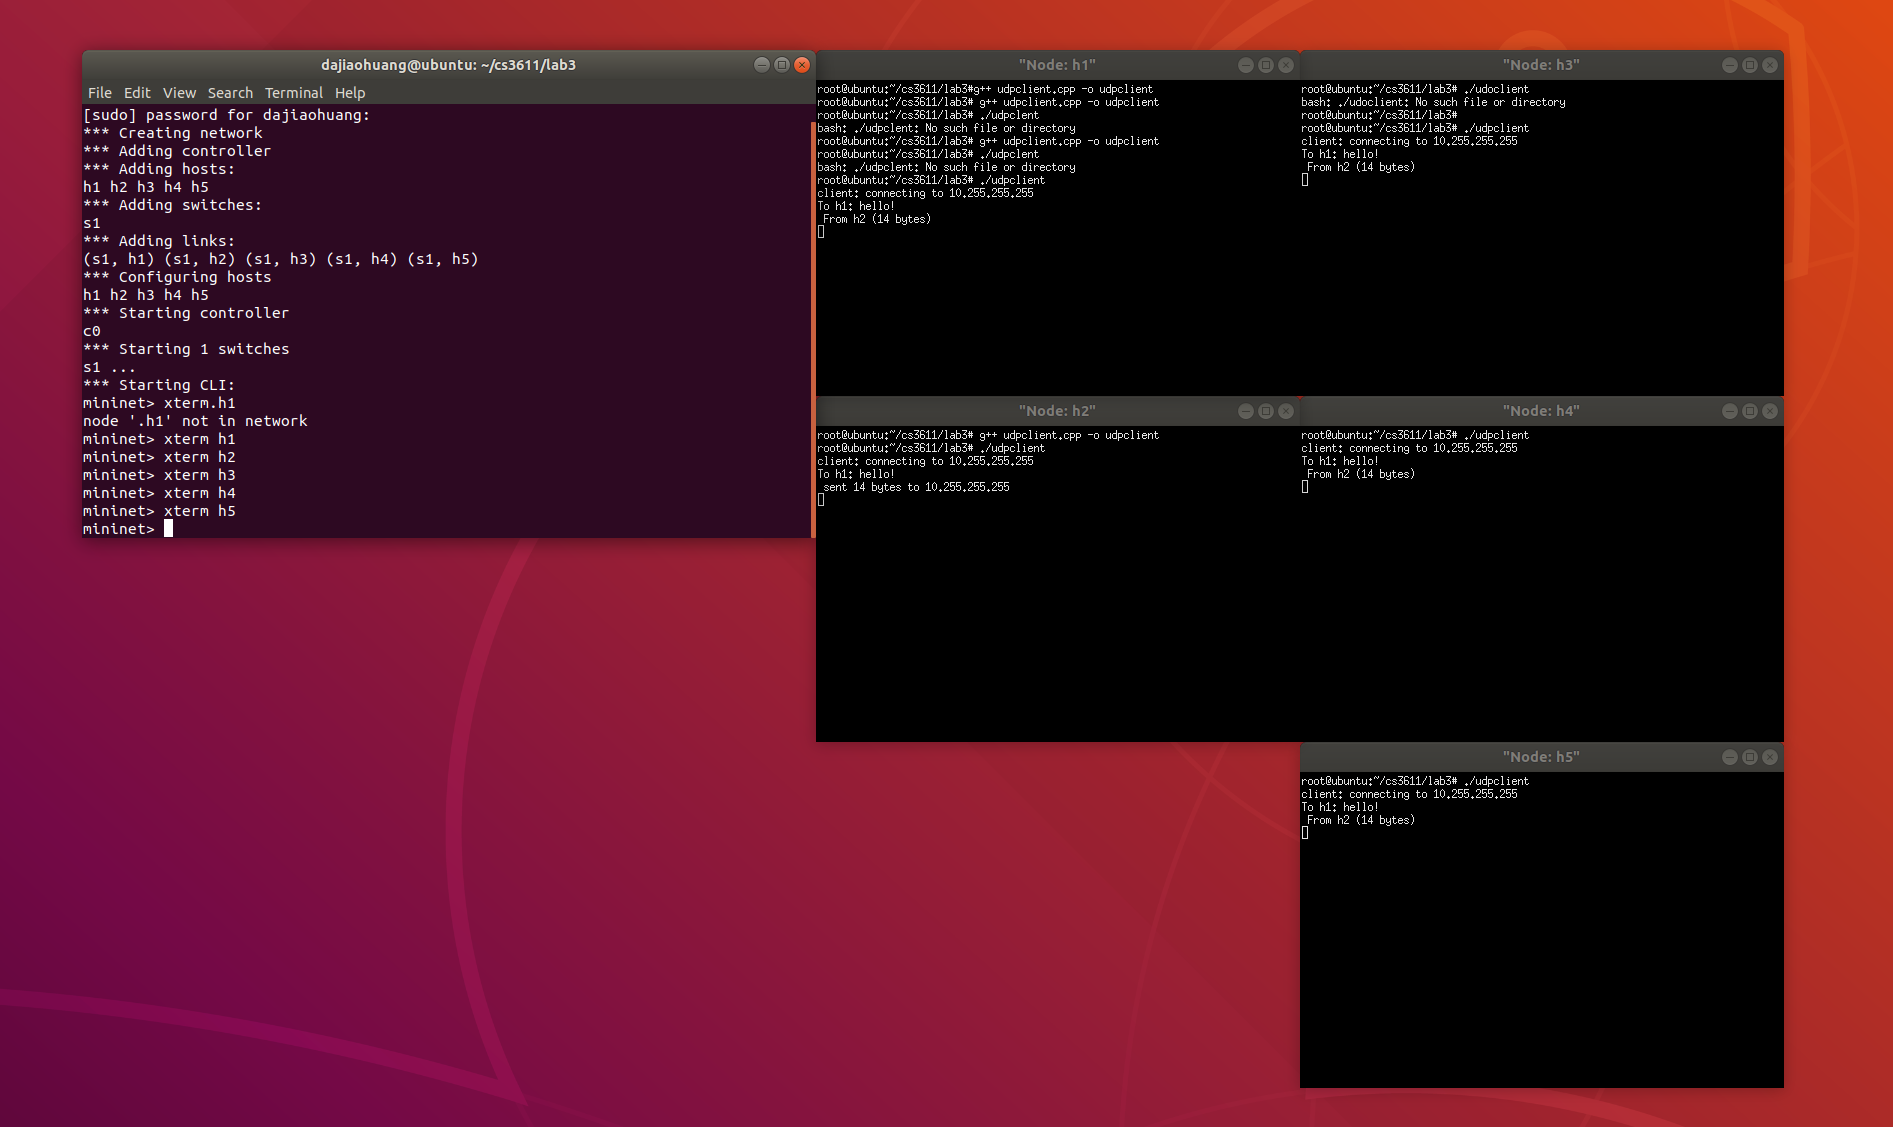 dajiaohuang@ubuntu: ~/cs3611/lab3
File Edit View Search Terminal Help
[sudo] password for dajiaohuang:
*** Creating network
*** Adding controller
*** Adding hosts:
h1 h2 h3 h4 h5
*** Adding switches:
s1
*** Adding links:
(s1, h1) (s1, h2) (s1, h3) (s1, h4) (s1, h5)
*** Configuring hosts
h1 h2 h3 h4 h5
*** Starting controller
c0
*** Starting 1 switches
s1 ...
*** Starting CLI:
mininet> xterm.h1
node '.h1' not in network
mininet> xterm h1
mininet> xterm h2
mininet> xterm h3
mininet> xterm h4
mininet> xterm h5
mininet>
"Node: h1"
root@ubuntu:~/cs3611/lab3#g++ udpclient.cpp -o udpclient
root@ubuntu:~/cs3611/lab3# g++ udpclient.cpp -o udpclient
root@ubuntu:~/cs3611/lab3# ./udpclent
bash: ./udpclent: No such file or directory
root@ubuntu:~/cs3611/lab3# g++ udpclient.cpp -o udpclient
root@ubuntu:~/cs3611/lab3# ./udpclent
bash: ./udpclent: No such file or directory
root@ubuntu:~/cs3611/lab3# ./udpclient
client: connecting to 10.255.255.255
To h1: hello!
From h2 (14 bytes)
"Node: h3"
root@ubuntu:~/cs3611/lab3# ./udoclient
bash: ./udoclient: No such file or directory
root@ubuntu:~/cs3611/lab3#
root@ubuntu:~/cs3611/lab3# ./udpclient
client: connecting to 10.255.255.255
To h1: hello!
From h2 (14 bytes)
"Node: h2"
root@ubuntu:~/cs3611/lab3# g++ udpclient.cpp -o udpclient
root@ubuntu:~/cs3611/lab3# ./udpclient
client: connecting to 10.255.255.255
To h1: hello!
sent 14 bytes to 10.255.255.255
"Node: h4"
root@ubuntu:~/cs3611/lab3# ./udpclient
client: connecting to 10.255.255.255
To h1: hello!
From h2 (14 bytes)
"Node: h5"
root@ubuntu:~/cs3611/lab3# ./udpclient
client: connecting to 10.255.255.255
To h1: hello!
From h2 (14 bytes)